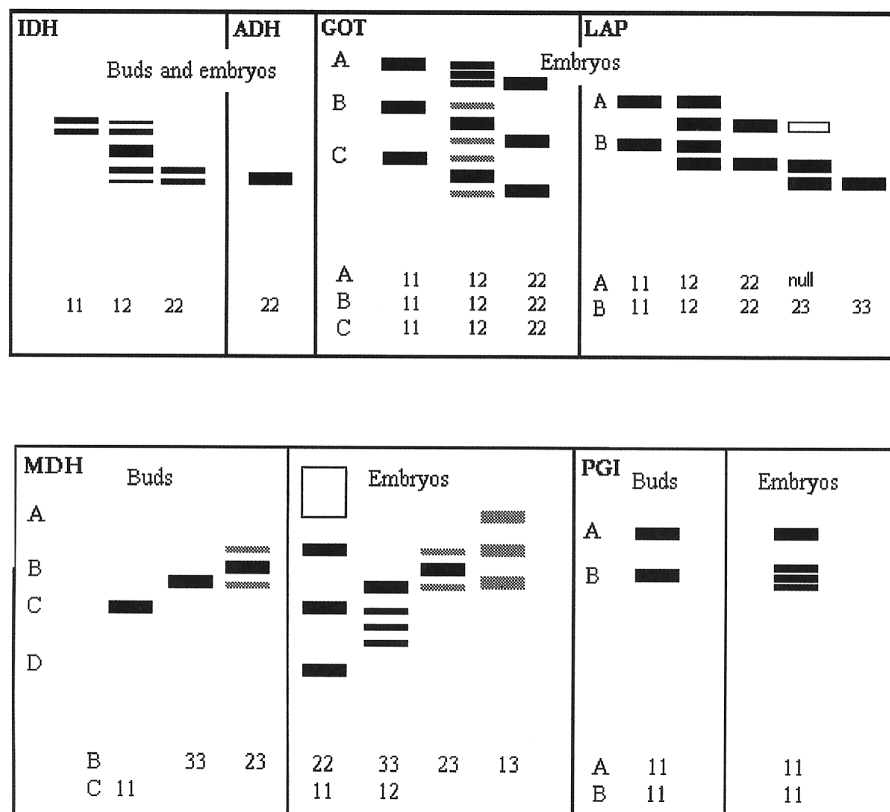 IDH ADH GOT LAP
Buds and embryos Embryos
A A
B B
C
A 11 12 22 A 11 12 22 null
11 12 22 22 B 11 12 22 B 11 12 22 23 33
C 11 12 22
MDH Buds Embryos PGI Buds Embryos
A A
B B
C
D
B 33 23 22 33 23 13 A 11 11
C 11 11 12 B 11 11